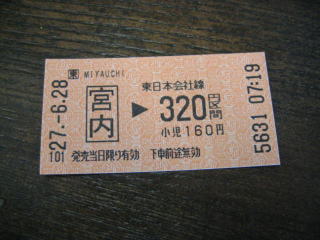 東 MIYAUCHI
宮内 ▶ 東日本会社線
320円区間
小児 160円
27.-6.28
101 発売当日限り有効 下車前途無効
5631 07:19